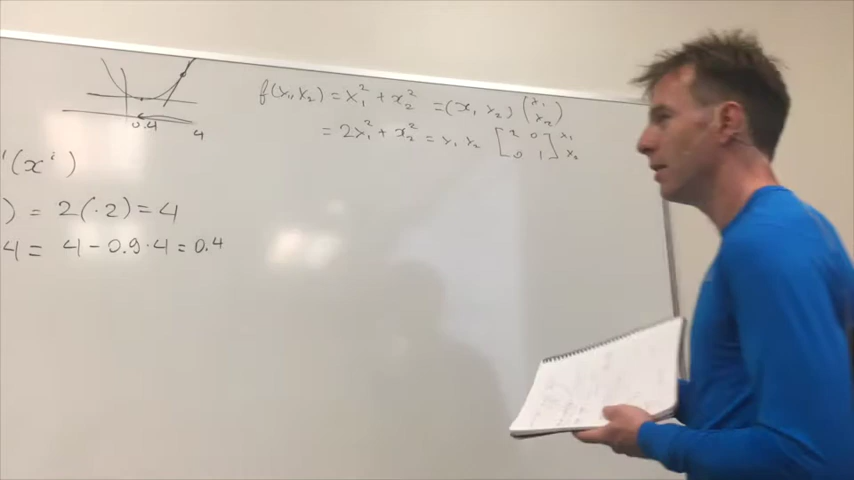 0.4 4
'(xⁱ)
) = 2(·2) = 4
4 = 4 - 0.9·4 = 0.4
f(x₁,x₂) = x₁² + x₂² = (x₁ x₂) (x₁ x₂)
= 2x₁² + x₂² = x₁ x₂ [2 0 0 1] x₁ x₂